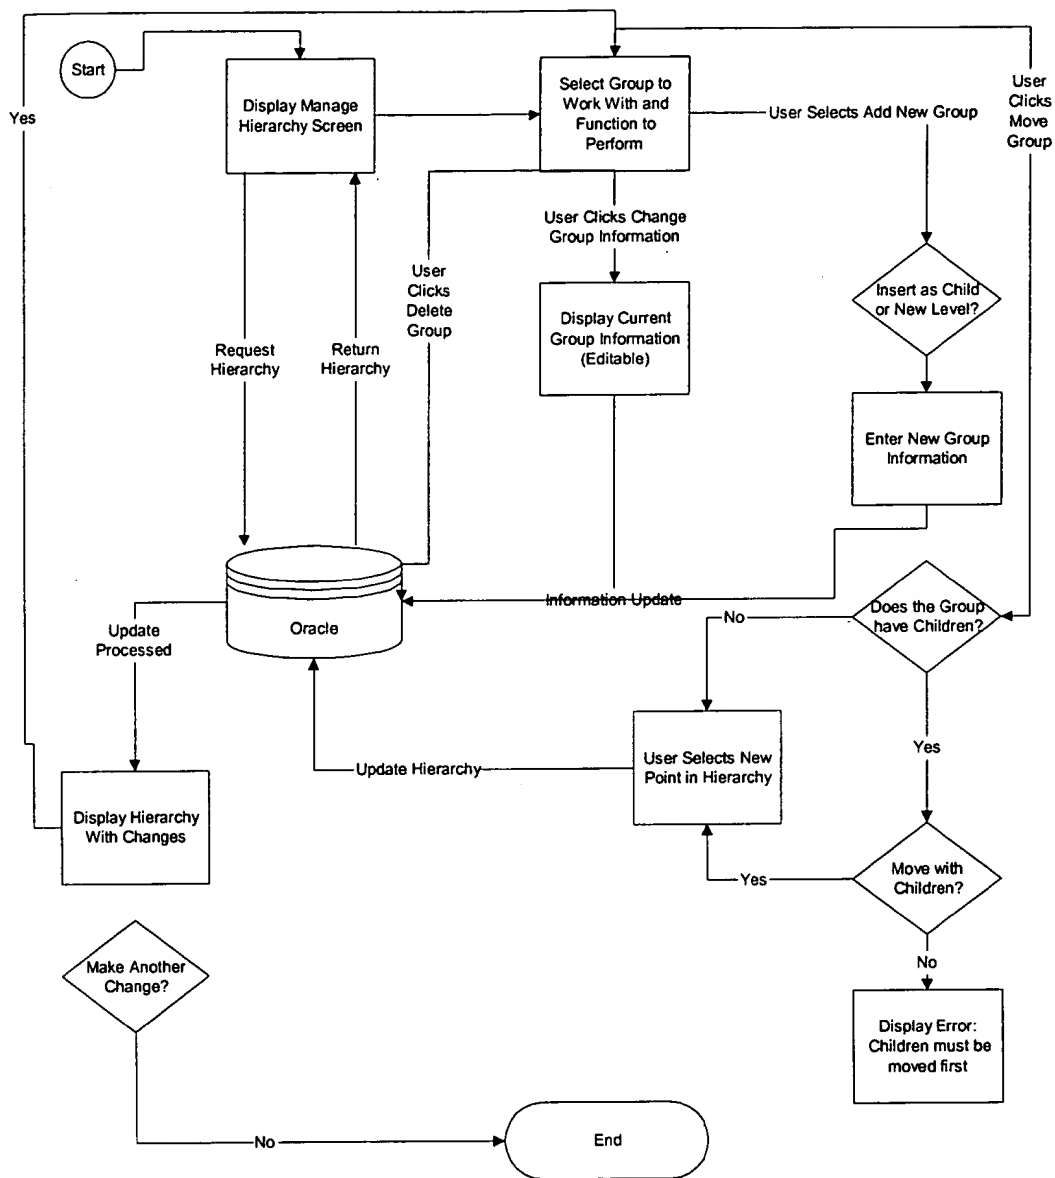 Start
Yes
Display Manage
Hierarchy Screen
Select Group to
Work With and
Function to
Perform
User Selects Add New Group
User
Clicks
Move
Group
User Clicks Change
Group Information
User
Clicks
Delete
Group
Insert as Child
or New Level?
Display Current
Group Information
(Editable)
Request
Hierarchy
Return
Hierarchy
Enter New Group
Information
Information Update
Oracle
Does the Group
have Children?
No
Update
Processed
Yes
User Selects New
Point in Hierarchy
Update Hierarchy
Display Hierarchy
With Changes
Move with
Children?
Yes
No
Make Another
Change?
Display Error:
Children must be
moved first
No
End